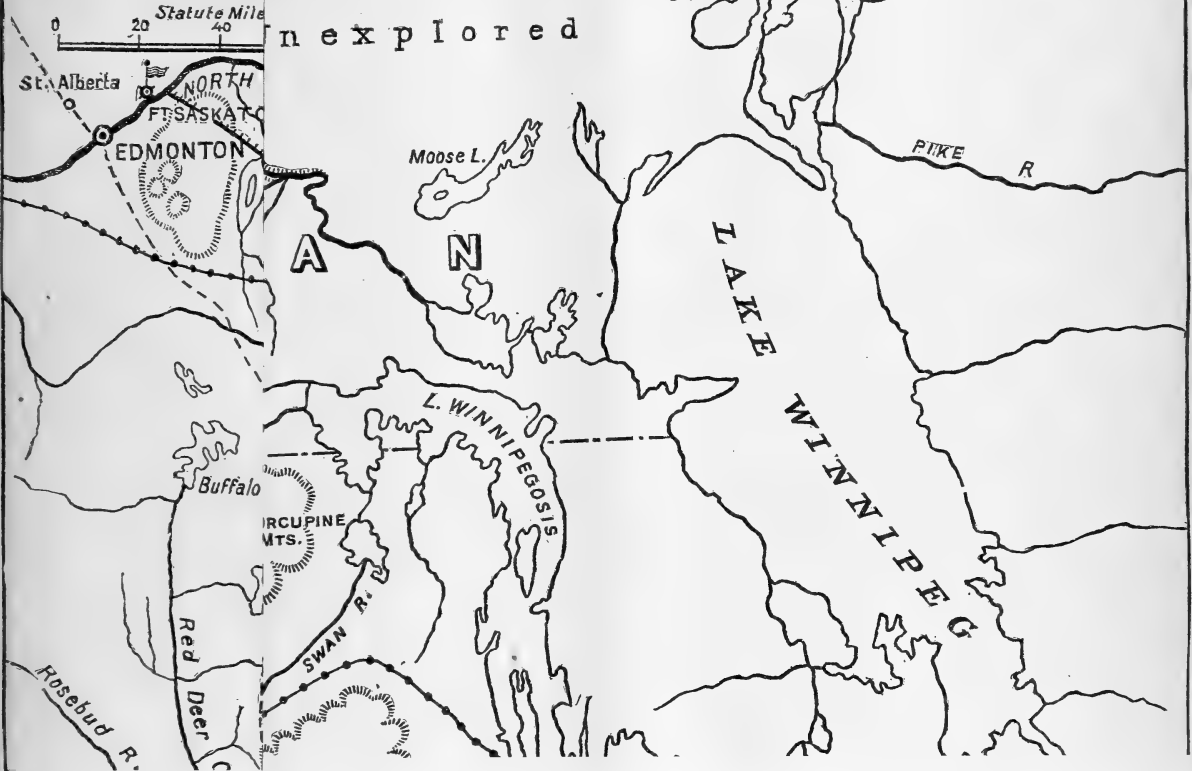 Statute Mile
0 20 40
nexplored
St. Alberta
NORTH
FT. SASKATC
EDMONTON
Moose L.
PIKE R
A N
LAKE WINNIPEG
L. WINNIPEGOSIS
Buffalo
RCUPINE
MTS.
SWAN R.
Red Deer
Rosebud R.